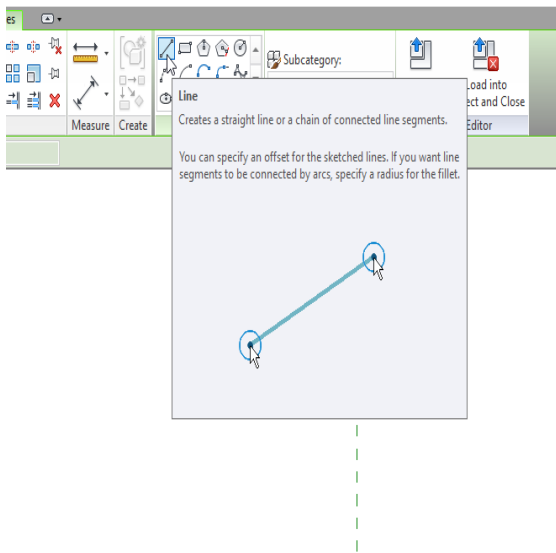 es
Subcategory:
Line
Creates a straight line or a chain of connected line segments.
You can specify an offset for the sketched lines. If you want line
segments to be connected by arcs, specify a radius for the fillet.
oad into
ect and Close
Measure
Create
Editor